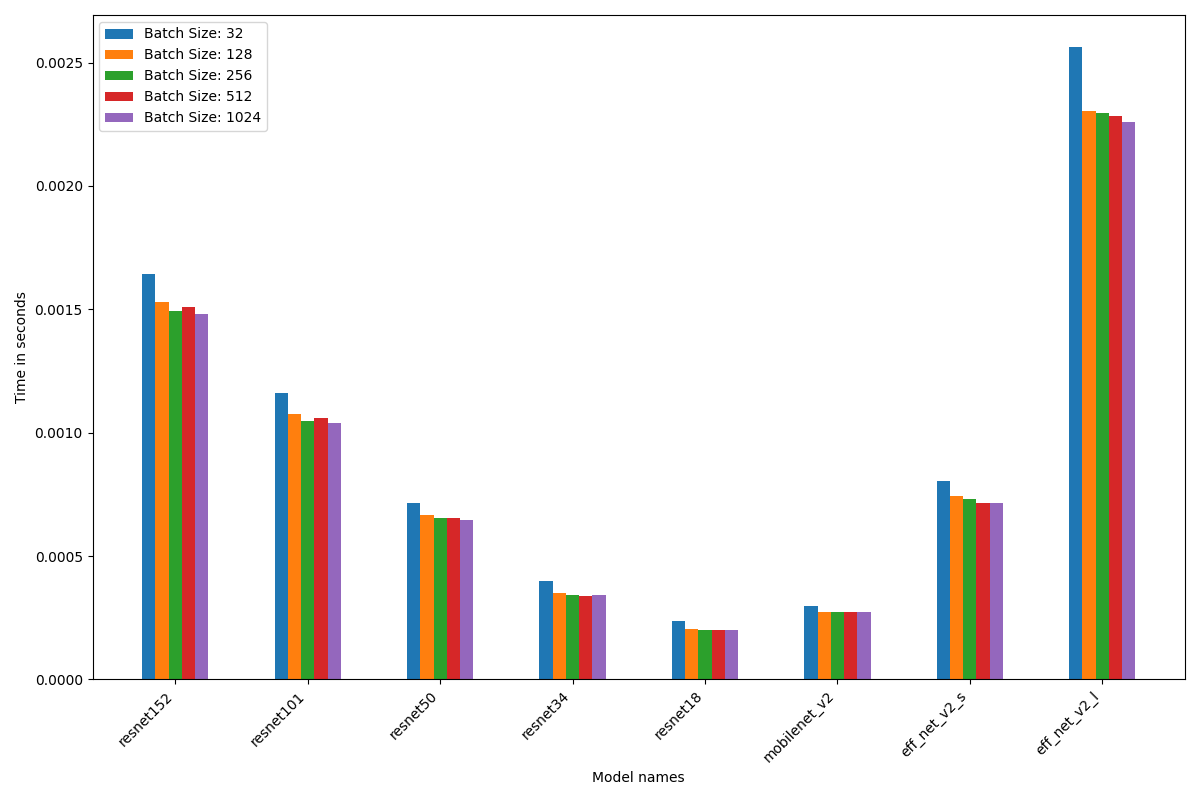 Batch Size: 32
Batch Size: 128
Batch Size: 256
Batch Size: 512
Batch Size: 1024
0.0025
0.0020
0.0015
0.0010
0.0005
0.0000
Time in seconds
resnet152
resnet101
resnet50
resnet34
resnet18
mobilenet_v2
eff_net_v2_s
eff_net_v2_l
Model names